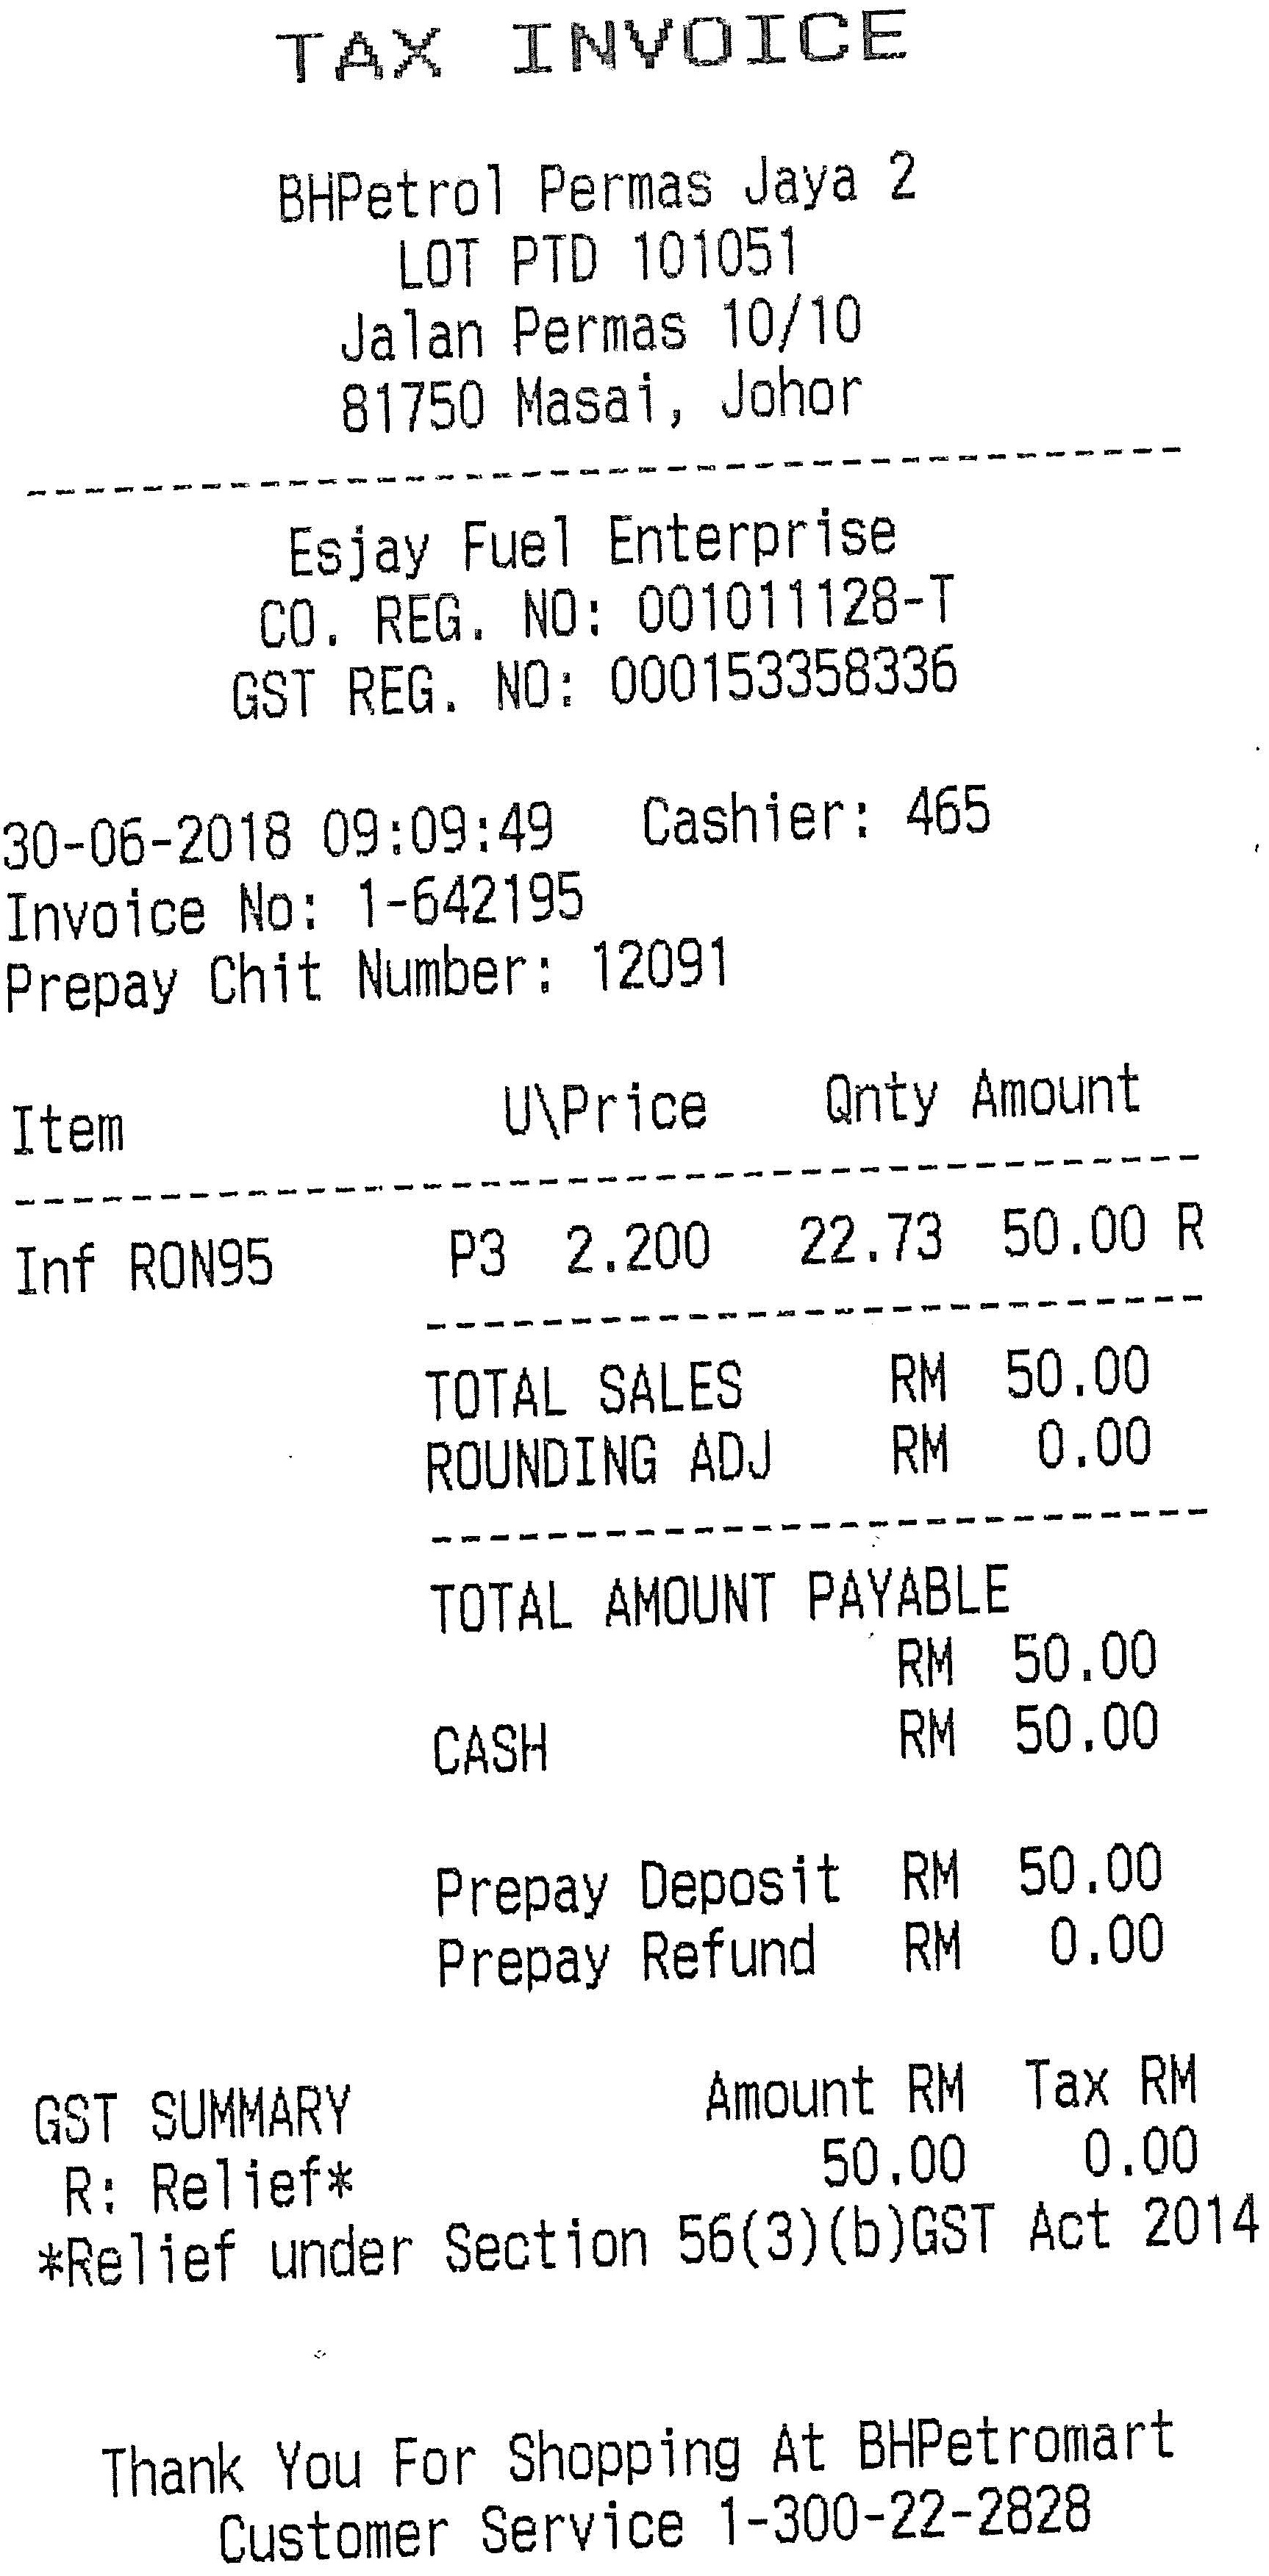 TAX INVOICE
BHPetrol Permas Jaya 2
LOT PTD 101051
Jalan Permas 10/10
81750 Masai, Johor
Esjay Fuel Enterprise
CO. REG. NO: 001011128-T
GST REG. NO: 000153358336
30-06-2018 09:09:49 Cashier: 465
Invoice No: 1-642195
Prepay Chit Number: 12091
Item U\Price Qnty Amount
Inf RON95 P3 2.200 22.73 50.00 R
TOTAL SALES RM 50.00
ROUNDING ADJ RM 0.00
TOTAL AMOUNT PAYABLE
RM 50.00
CASH RM 50.00
Prepay Deposit RM 50.00
Prepay Refund RM 0.00
GST SUMMARY Amount RM Tax RM
R: Relief* 50.00 0.00
*Relief under Section 56(3)(b)GST Act 2014
Thank You For Shopping At BHPetromart
Customer Service 1-300-22-2828